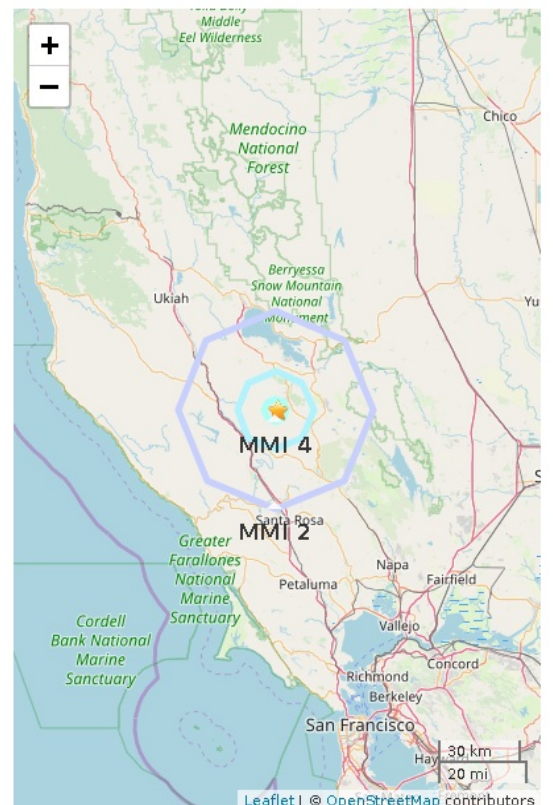 Middle
Eel Wilderness
+
−
Chico
Mendocino
National
Forest
Berryessa
Snow Mountain
National
Monument
Ukiah
Yu
MMI 4
Santa Rosa
MMI 2
Greater
Farallones
National
Marine
Sanctuary
Napa
Petaluma
Fairfield
Cordell
Bank National
Marine
Sanctuary
Vallejo
Concord
Richmond
Berkeley
San Francisco
30 km
20 mi
Leaflet | © OpenStreetMap contributors